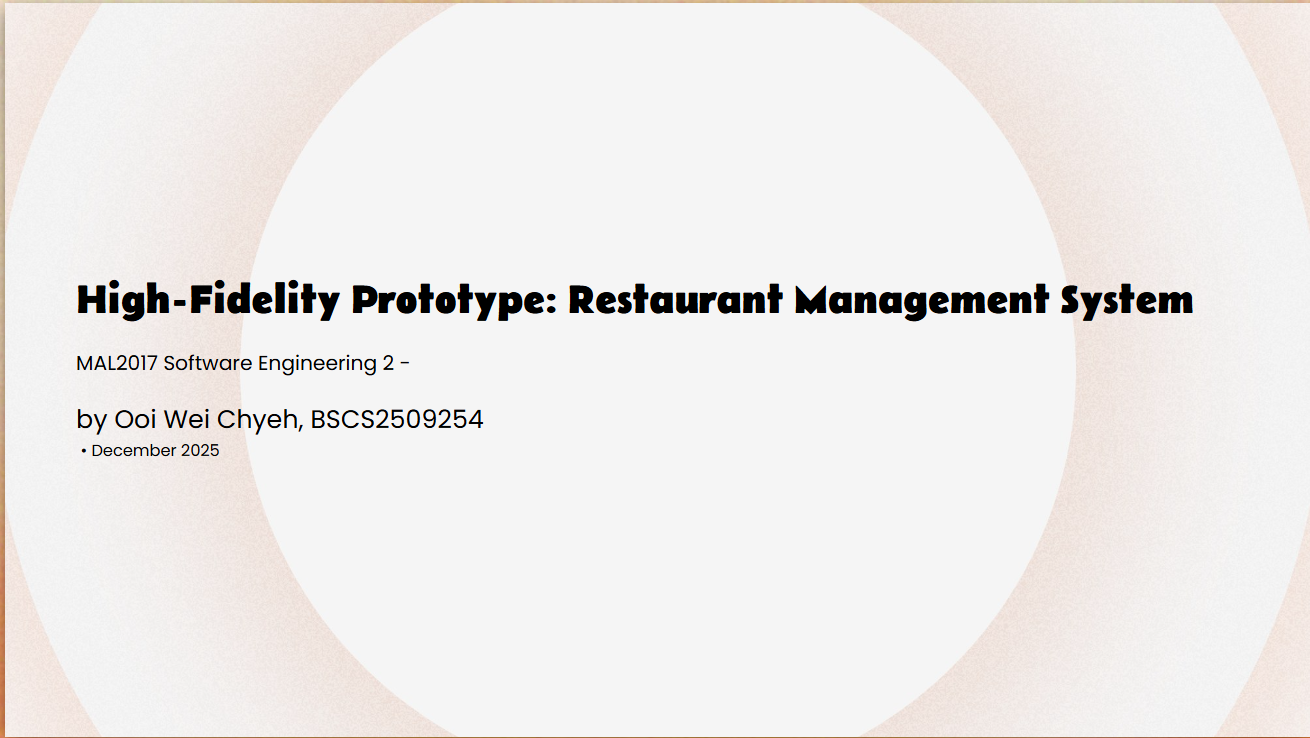 High-Fidelity Prototype: Restaurant Management System
MAL2017 Software Engineering 2 -
by Ooi Wei Chyeh, BSCS2509254
• December 2025